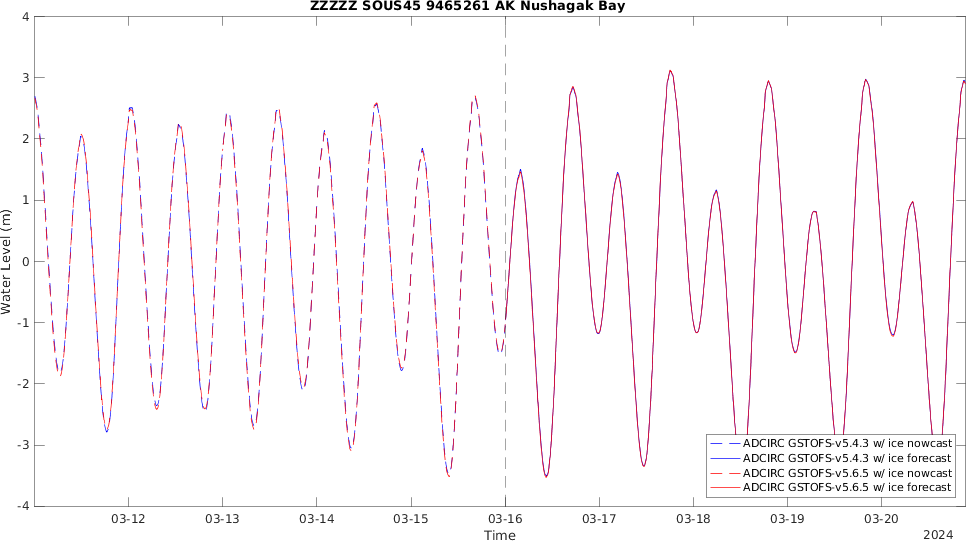 ZZZZZ SOUS45 9465261 AK Nushagak Bay
Water Level (m)
4
3
2
1
0
-1
-2
-3
-4
ADCIRC GSTOFS-v5.4.3 w/ ice nowcast
ADCIRC GSTOFS-v5.4.3 w/ ice forecast
ADCIRC GSTOFS-v5.6.5 w/ ice nowcast
ADCIRC GSTOFS-v5.6.5 w/ ice forecast
03-12 03-13 03-14 03-15 03-16 03-17 03-18 03-19 03-20
Time
2024